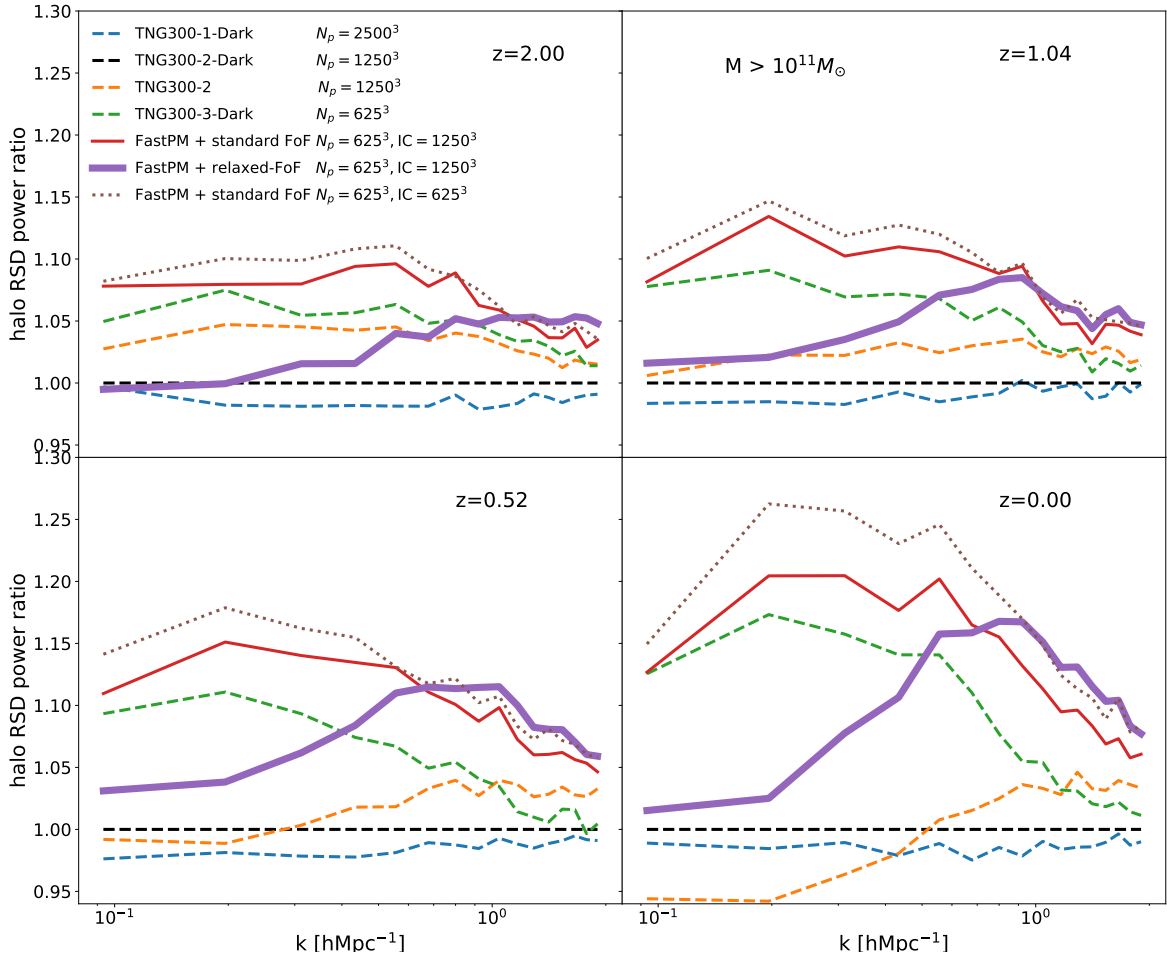 1.30
1.25
1.20
1.15
1.10
1.05
1.00
0.95
halo RSD power ratio
TNG300-1-Dark N_p = 2500^3
TNG300-2-Dark N_p = 1250^3
TNG300-2 N_p = 1250^3
TNG300-3-Dark N_p = 625^3
FastPM + standard FoF N_p = 625^3, IC = 1250^3
FastPM + relaxed-FoF N_p = 625^3, IC = 1250^3
FastPM + standard FoF N_p = 625^3, IC = 625^3
z=2.00
M > 10^11 M_⊙
z=1.04
1.30
1.25
1.20
1.15
1.10
1.05
1.00
0.95
halo RSD power ratio
z=0.52
z=0.00
10^−1
10^0
10^−1
10^0
k [hMpc^−1]
k [hMpc^−1]